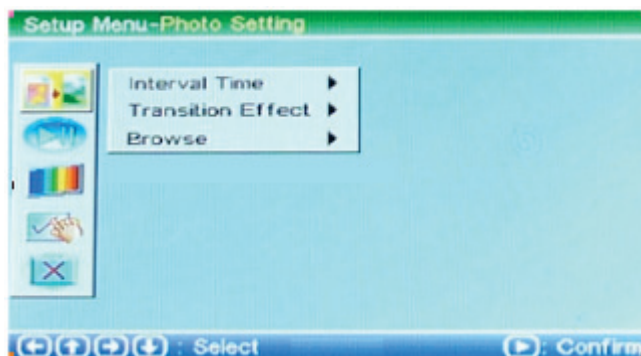 Setup Menu-Photo Setting
Interval Time
Transition Effect
Browse
: Select
: Confirm